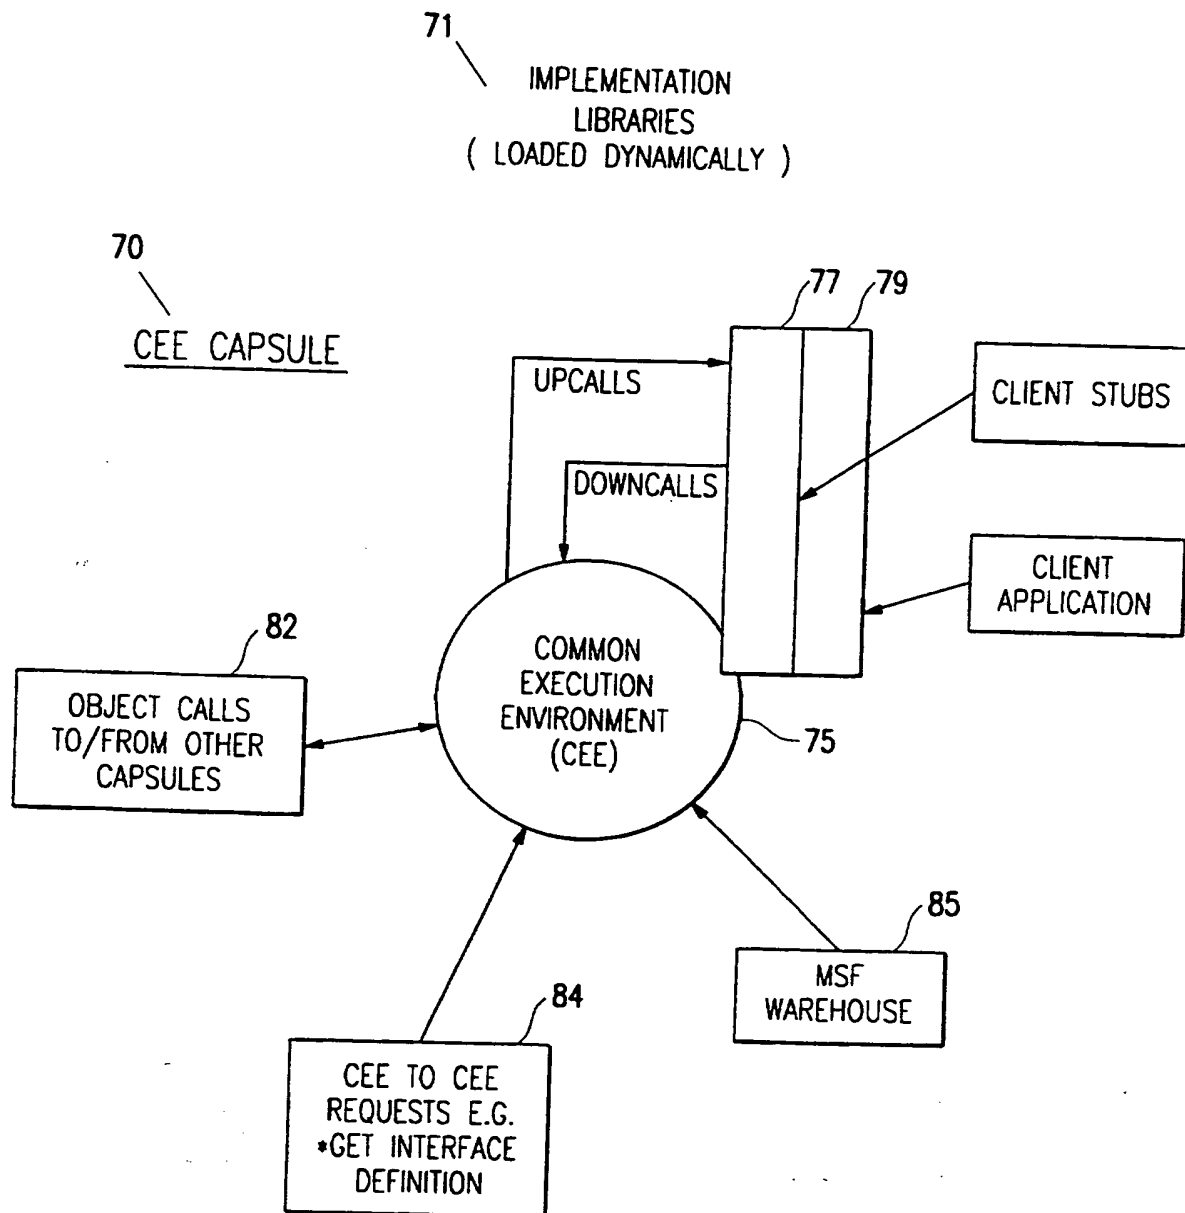 71
IMPLEMENTATION
LIBRARIES
( LOADED DYNAMICALLY )
70
CEE CAPSULE
77
79
UPCALLS
DOWNCALLS
CLIENT STUBS
CLIENT
APPLICATION
82
OBJECT CALLS
TO/FROM OTHER
CAPSULES
COMMON
EXECUTION
ENVIRONMENT
(CEE)
75
85
MSF
WAREHOUSE
84
CEE TO CEE
REQUESTS E.G.
*GET INTERFACE
DEFINITION